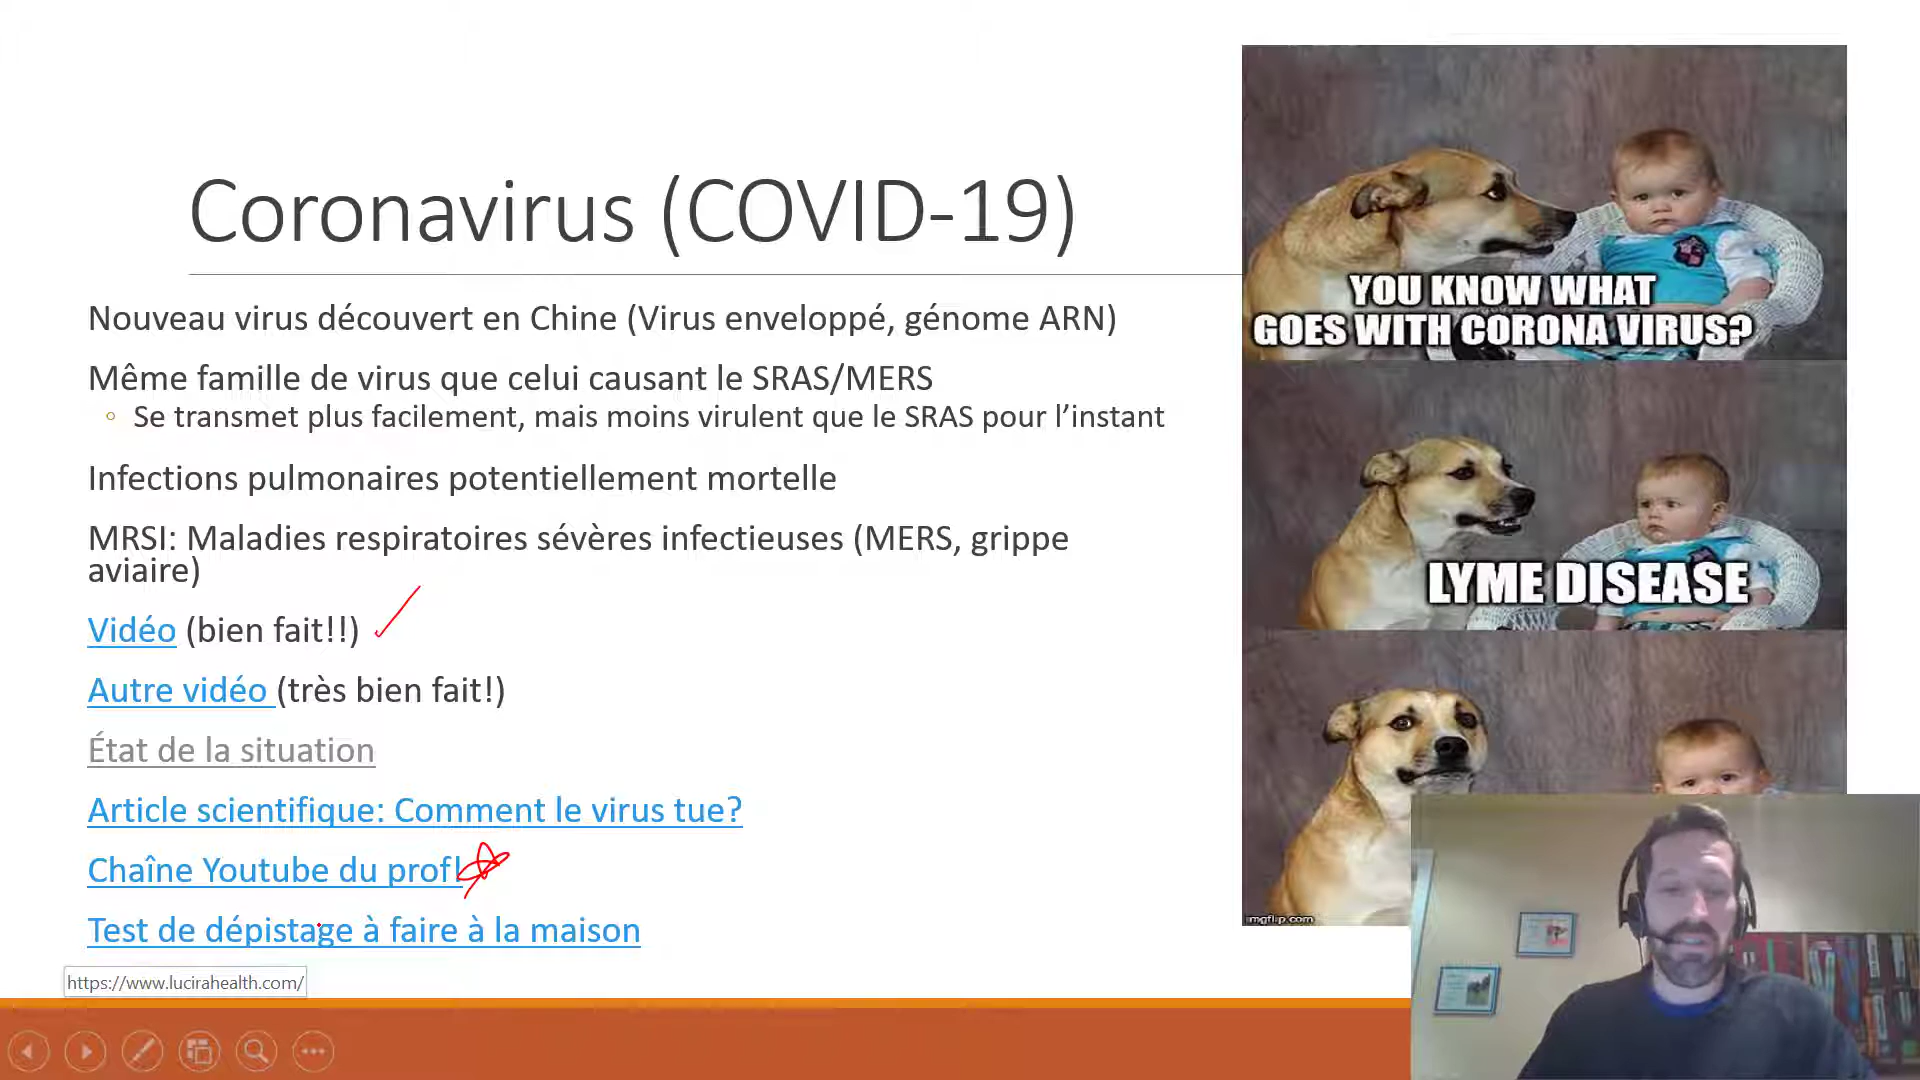 Coronavirus (COVID-19)
Nouveau virus découvert en Chine (Virus enveloppé, génome ARN)
Même famille de virus que celui causant le SRAS/MERS
Se transmet plus facilement, mais moins virulent que le SRAS pour l’instant
Infections pulmonaires potentiellement mortelle
MRSI: Maladies respiratoires sévères infectieuses (MERS, grippe
aviaire)
Vidéo (bien fait!!)
Autre vidéo (très bien fait!)
État de la situation
Article scientifique: Comment le virus tue?
Chaîne Youtube du prof!
Test de dépistage à faire à la maison
https://www.lucirahealth.com/
YOU KNOW WHAT
GOES WITH CORONA VIRUS?
LYME DISEASE
imgflip.com